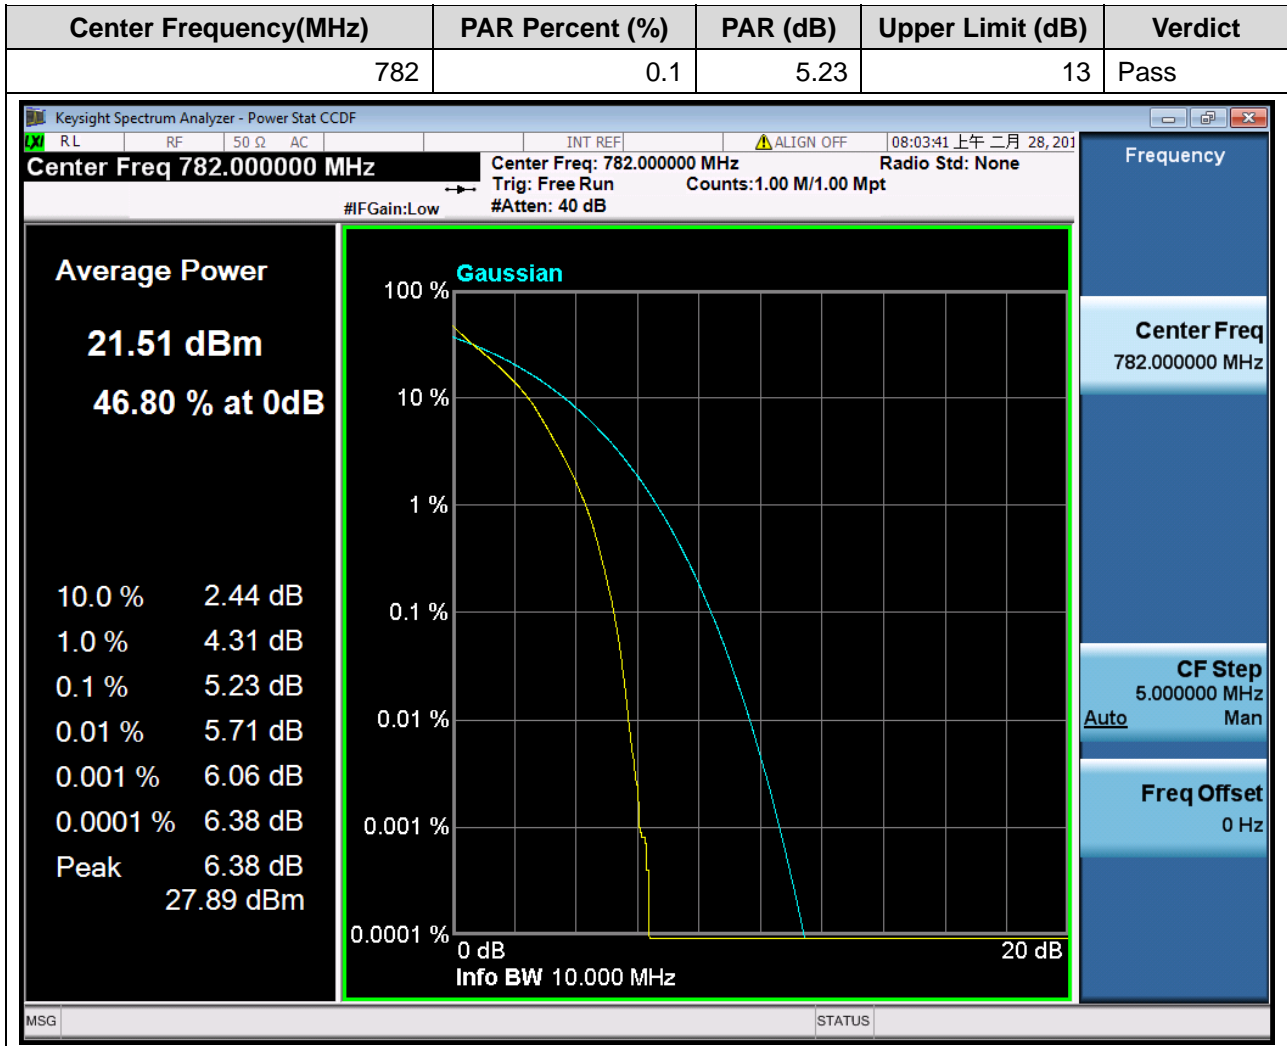 Center Frequency(MHz) PAR Percent (%) PAR (dB) Upper Limit (dB) Verdict
782 0.1 5.23 13 Pass
Keysight Spectrum Analyzer - Power Stat CCDF
LXI RL RF 50 Ω AC INT REF ALIGN OFF 08:03:41 上午 二月 28, 201
Center Freq 782.000000 MHz
Center Freq: 782.000000 MHz Radio Std: None
Trig: Free Run Counts:1.00 M/1.00 Mpt
#IFGain:Low #Atten: 40 dB
Average Power
21.51 dBm
46.80 % at 0dB
10.0 % 2.44 dB
1.0 % 4.31 dB
0.1 % 5.23 dB
0.01 % 5.71 dB
0.001 % 6.06 dB
0.0001 % 6.38 dB
Peak 6.38 dB
27.89 dBm
Gaussian
100 %
10 %
1 %
0.1 %
0.01 %
0.001 %
0.0001 %
0 dB 20 dB
Info BW 10.000 MHz
Frequency
Center Freq
782.000000 MHz
CF Step
5.000000 MHz
Auto Man
Freq Offset
0 Hz
MSG STATUS